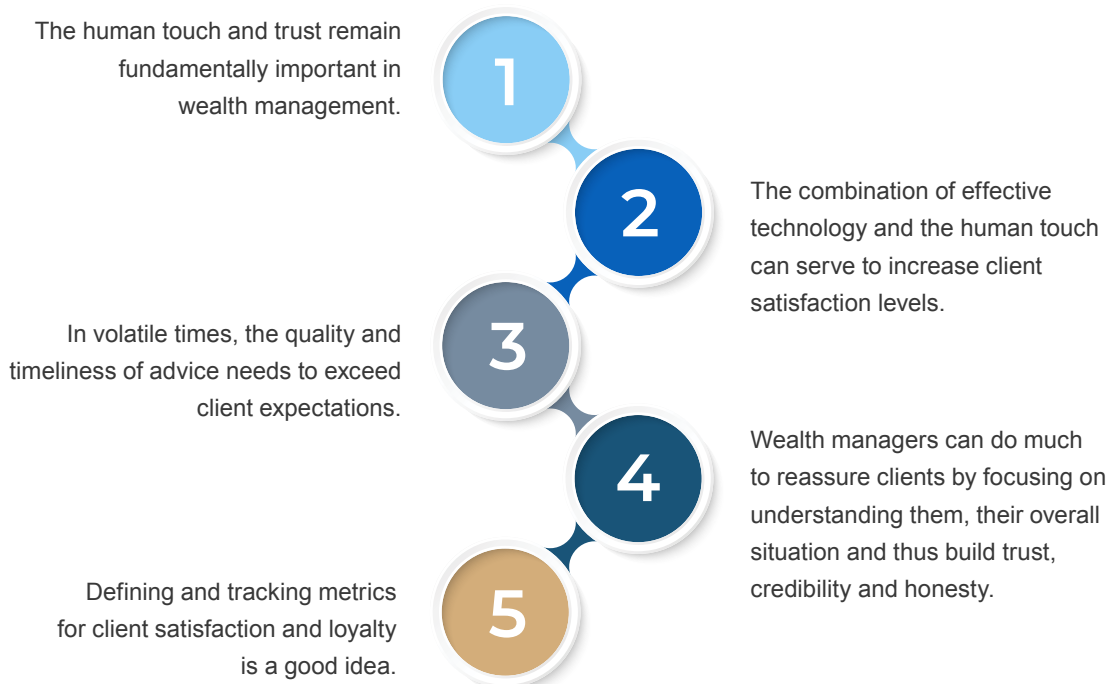 The human touch and trust remain
fundamentally important in
wealth management.
1
2
The combination of effective
technology and the human touch
can serve to increase client
satisfaction levels.
In volatile times, the quality and
timeliness of advice needs to exceed
client expectations.
3
4
Wealth managers can do much
to reassure clients by focusing on
understanding them, their overall
situation and thus build trust,
credibility and honesty.
Defining and tracking metrics
for client satisfaction and loyalty
is a good idea.
5